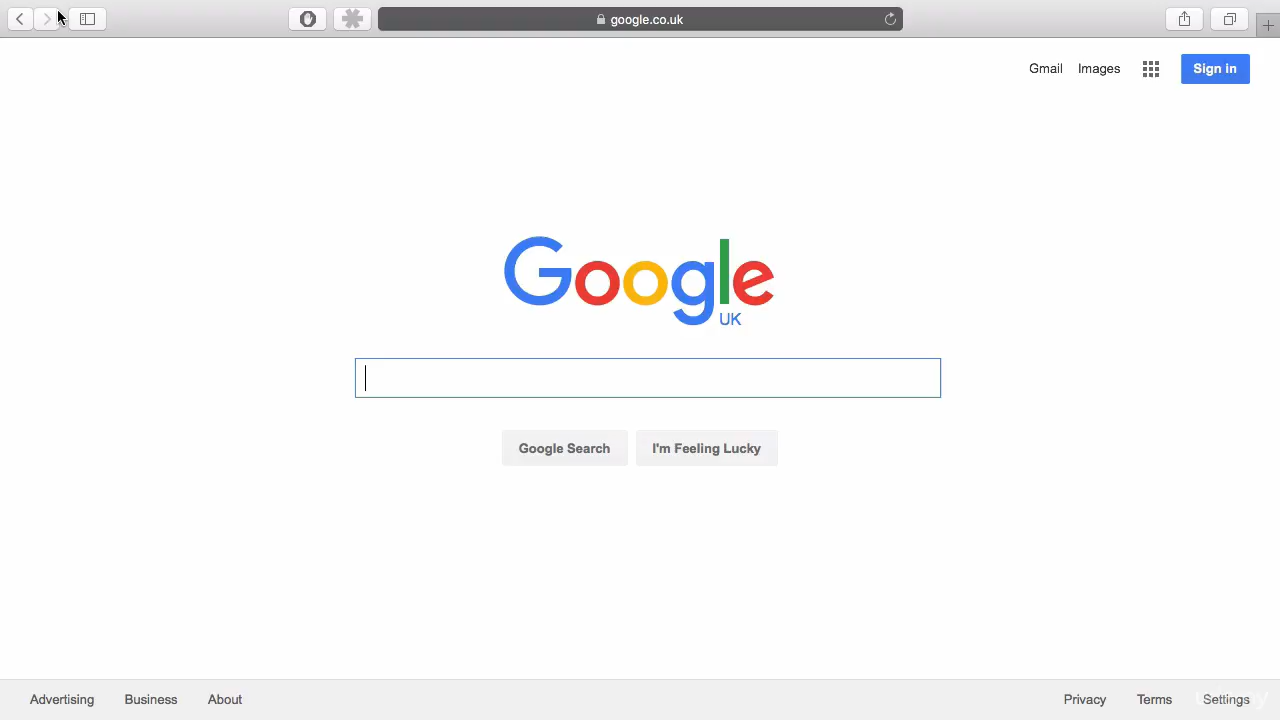 google.co.uk
Gmail Images Sign in
Google
UK
Google Search I'm Feeling Lucky
Advertising Business About Privacy Terms Settings